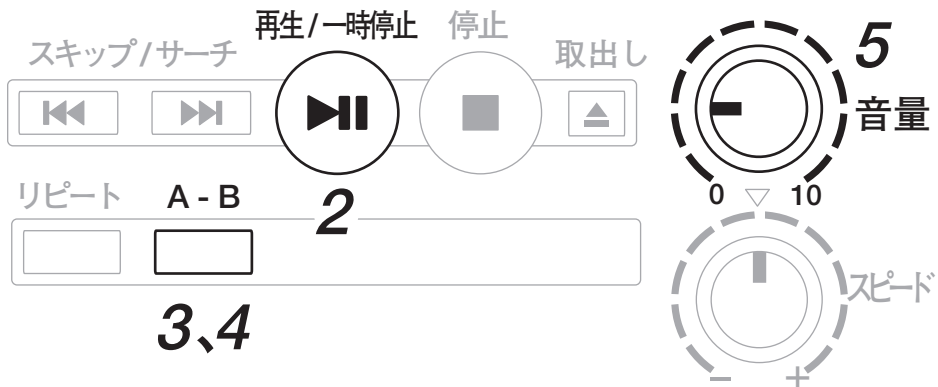 スキップ/サーチ
再生/一時停止
停止
取出し
5
音量
0
10
2
リピート
A - B
3、4
スピード
−
+